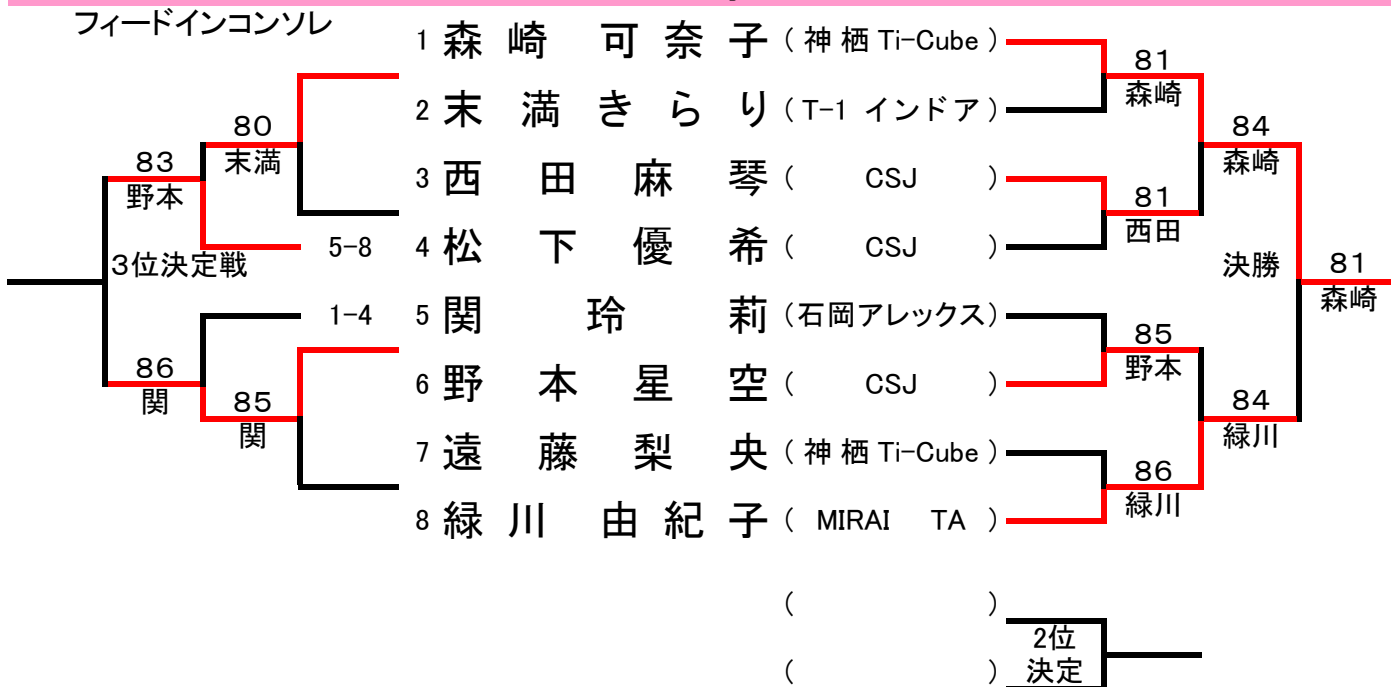 フィードインコンソレ
1 森崎 可奈子 ( 神栖 Ti-Cube )
2 末満きらり ( T-1 インドア )
3 西田麻琴 ( CSJ )
4 松下優希 ( CSJ )
5 関玲莉 (石岡アレックス)
6 野本星空 ( CSJ )
7 遠藤梨央 ( 神栖 Ti-Cube )
8 緑川 由紀子 ( MIRAI TA )
80
末満
83
野本
5-8
3位決定戦
1-4
86
関
85
関
81
森崎
81
西田
85
野本
86
緑川
84
森崎
84
緑川
決勝
81
森崎
( )
2位
決定
( )